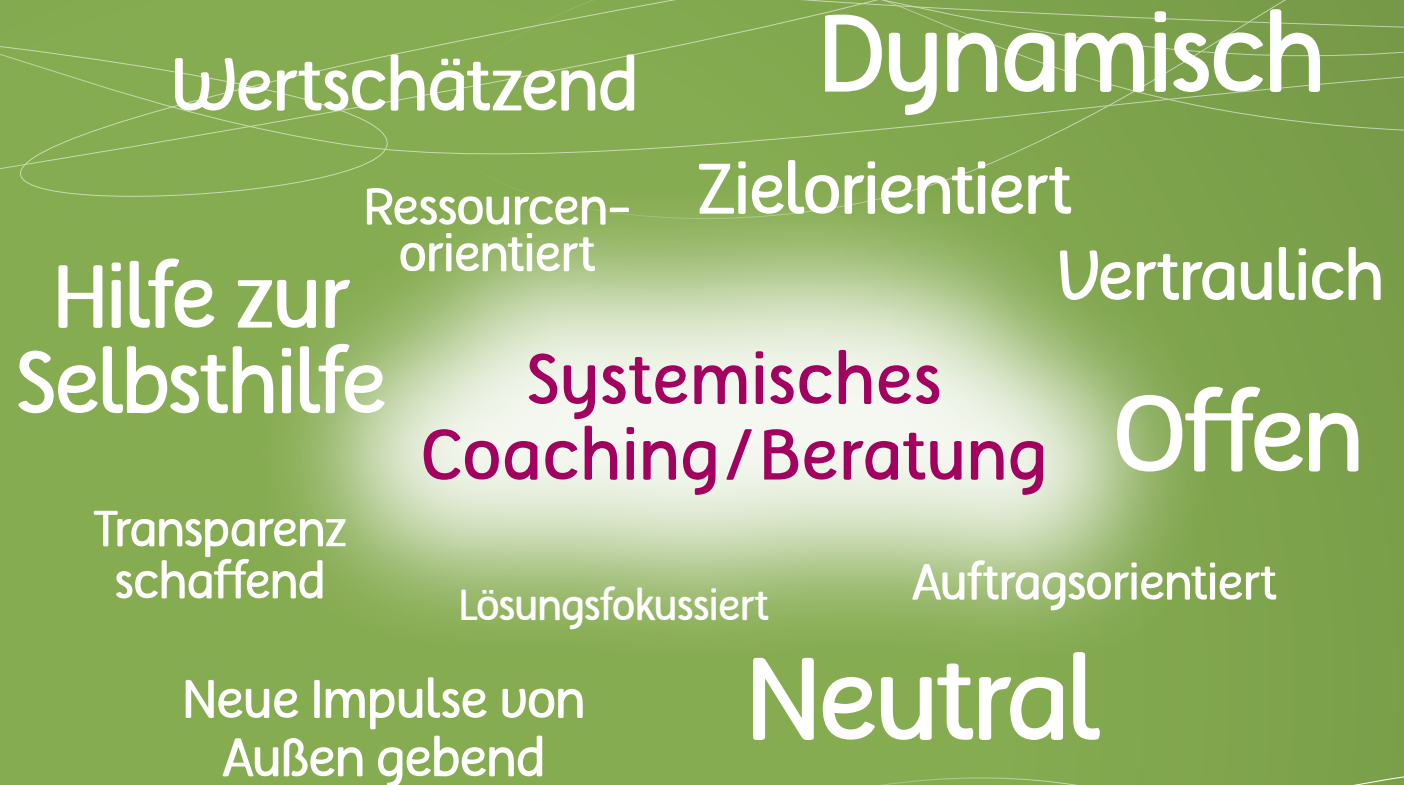 Dynamisch
Wertschätzend
Zielorientiert
Ressourcen-
orientiert
Vertraulich
Hilfe zur
Selbsthilfe
Systemisches
Coaching/Beratung
Offen
Transparenz
schaffend
Auftragsorientiert
Lösungsfokussiert
Neutral
Neue Impulse von
Außen gebend